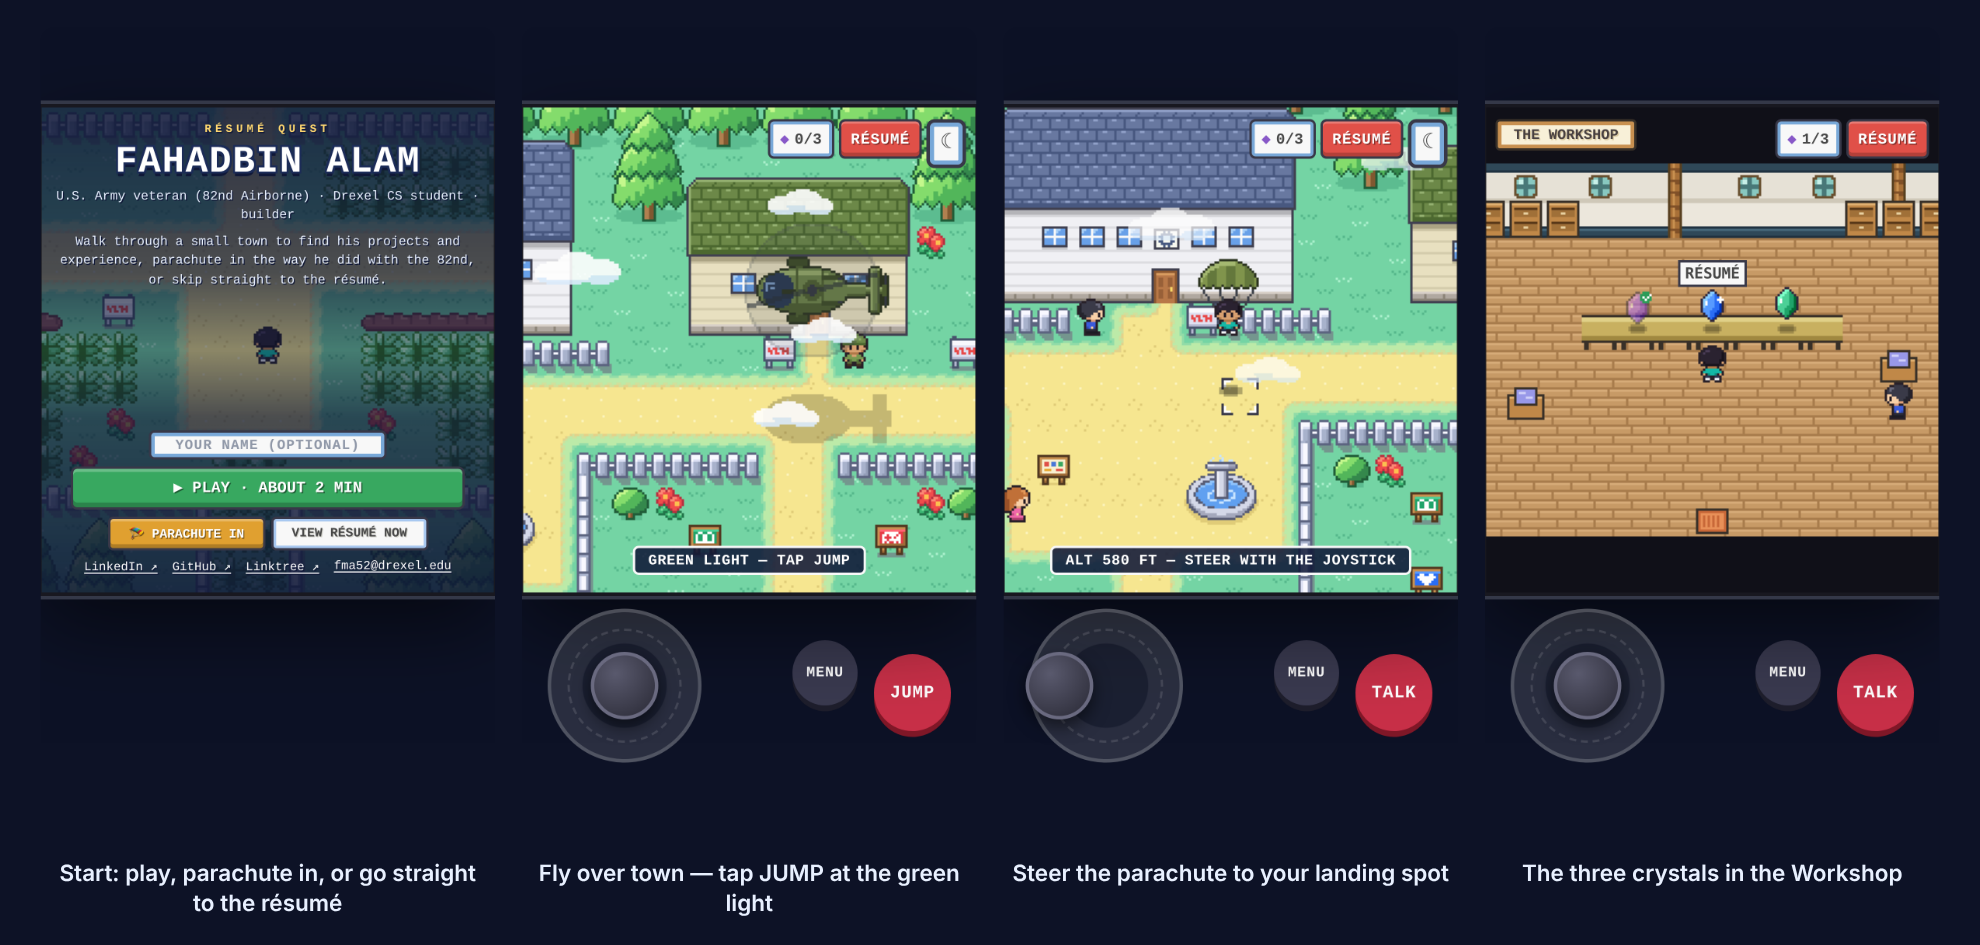 RÉSUMÉ QUEST
FAHADBIN ALAM
U.S. Army veteran (82nd Airborne) · Drexel CS student ·
builder
Walk through a small town to find his projects and
experience, parachute in the way he did with the 82nd,
or skip straight to the résumé.
YOUR NAME (OPTIONAL)
▶ PLAY · ABOUT 2 MIN
PARACHUTE IN
VIEW RÉSUMÉ NOW
LinkedIn ↗ GitHub ↗ Linktree ↗ fma52@drexel.edu
Start: play, parachute in, or go straight
to the résumé
0/3
RÉSUMÉ
GREEN LIGHT — TAP JUMP
MENU
JUMP
Fly over town — tap JUMP at the green
light
0/3
RÉSUMÉ
ALT 580 FT — STEER WITH THE JOYSTICK
MENU
TALK
Steer the parachute to your landing spot
THE WORKSHOP
1/3
RÉSUMÉ
RÉSUMÉ
MENU
TALK
The three crystals in the Workshop